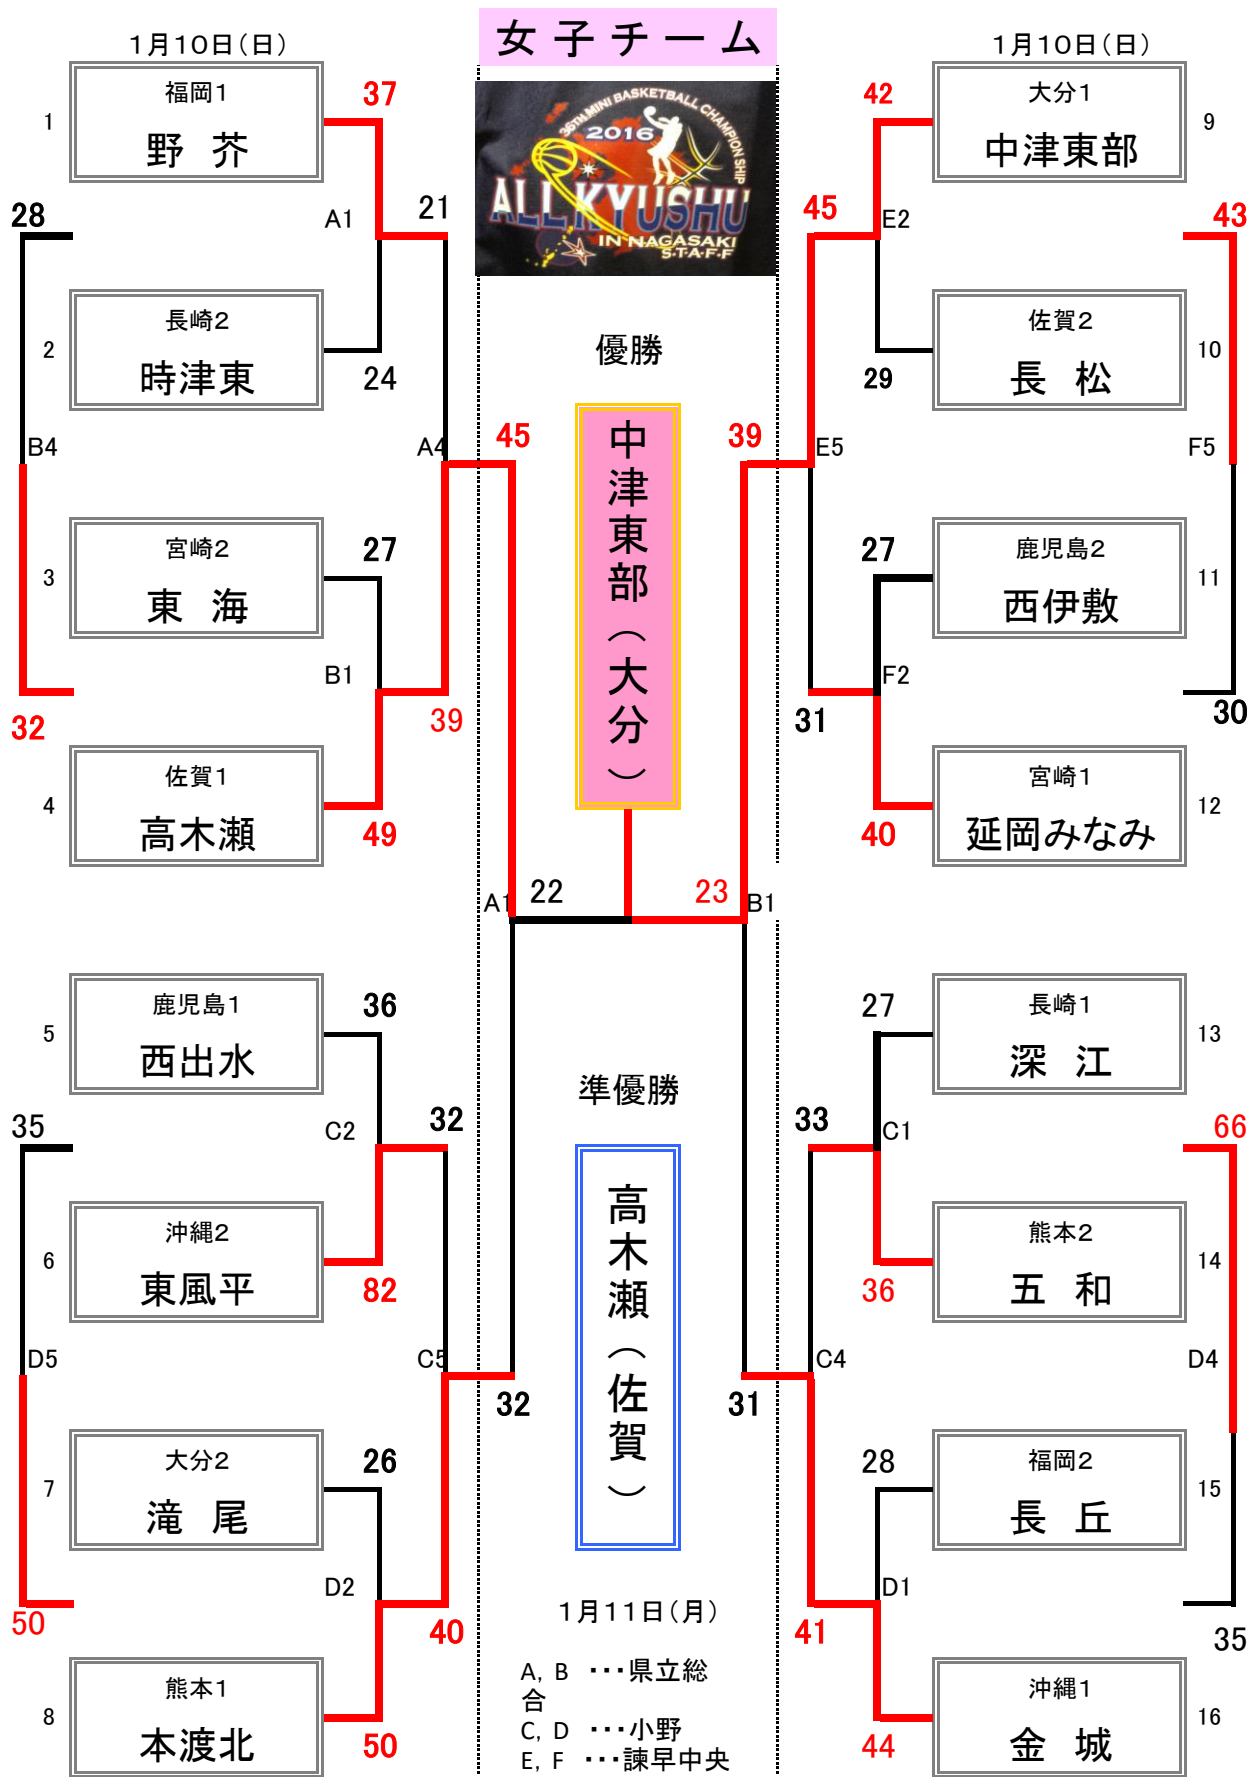 女子チーム
1月10日(日)
1月10日(日)
36TH MINI BASKETBALL CHAMPION SHIP
2016
ALL KYUSHU
IN NAGASAKI
S・T・A・F・F
1
福岡1
野 芥
37
28
A1
21
2
長崎2
時津東
24
B4
A4
45
3
宮崎2
東 海
27
B1
39
32
4
佐賀1
高木瀬
49
A1
22
5
鹿児島1
西出水
36
35
C2
32
6
沖縄2
東風平
82
D5
C5
32
7
大分2
滝 尾
26
D2
50
40
8
熊本1
本渡北
50
優勝
中津東部(大分)
準優勝
高木瀬(佐賀)
1月11日(月)
A, B ・・・県立総
合
C, D ・・・小野
E, F ・・・諫早中央
42
大分1
中津東部
9
45
E2
43
佐賀2
長 松
10
29
39
E5
F5
27
鹿児島2
西伊敷
11
F2
31
30
宮崎1
延岡みなみ
12
40
23
B1
27
長崎1
深 江
13
33
C1
66
熊本2
五 和
14
36
C4
D4
31
28
福岡2
長 丘
15
D1
41
35
沖縄1
金 城
16
44